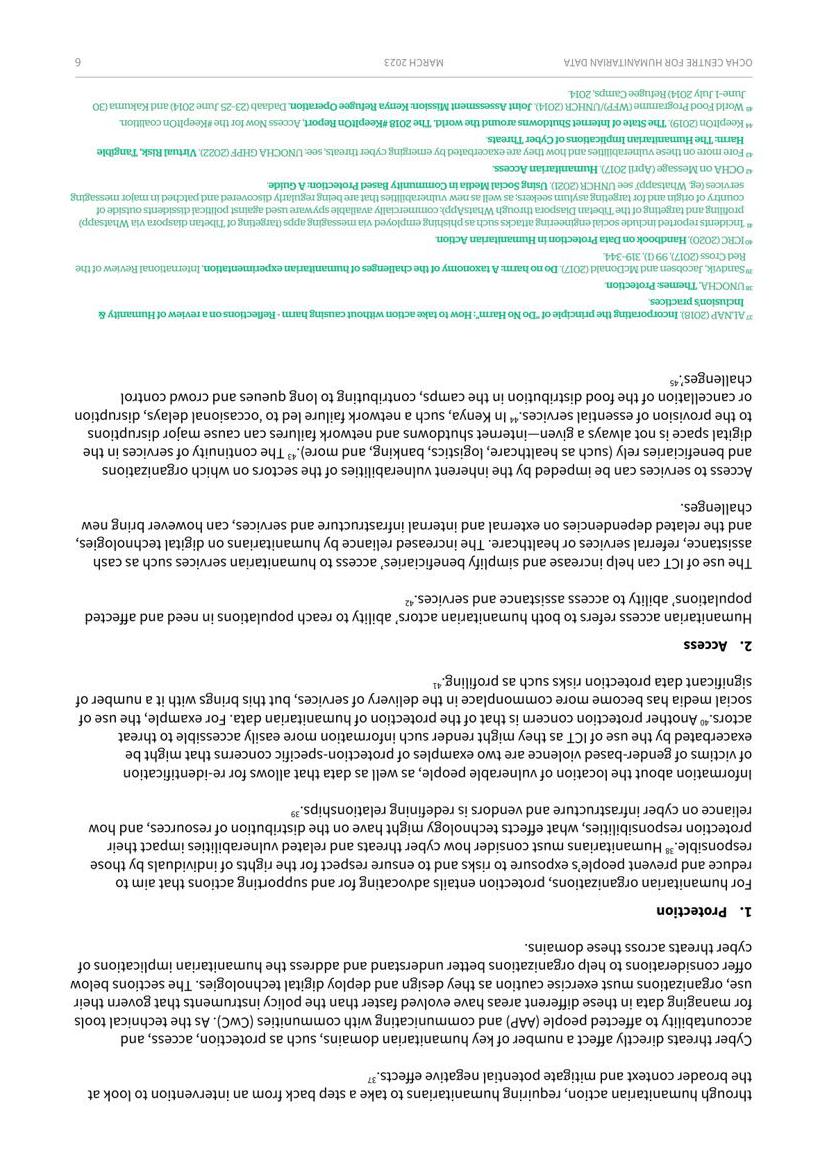 through humanitarian action, requiring humanitarians to take a step back from an intervention to look at
the broader context and mitigate potential negative effects.37
Cyber threats directly affect a number of key humanitarian domains, such as protection, access, and
accountability to affected people (AAP) and communicating with communities (CwC). As the technical tools
for managing data in these different areas have evolved faster than the policy instruments that govern their
use, organizations must exercise caution as they design and deploy digital technologies. The sections below
offer considerations to help organizations better understand and address the humanitarian implications of
cyber threats across these domains.
1. Protection
For humanitarian organizations, protection entails advocating for and supporting actions that aim to
reduce and prevent people's exposure to risks and to ensure respect for the rights of individuals by those
responsible.38 Humanitarians must consider how cyber threats and related vulnerabilities impact their
protection responsibilities, what effects technology might have on the distribution of resources, and how
reliance on cyber infrastructure and vendors is redefining relationships.39
Information about the location of vulnerable people, as well as data that allows for re-identification
of victims of gender-based violence are two examples of protection-specific concerns that might be
exacerbated by the use of ICT as they might render such information more easily accessible to threat
actors.40 Another protection concern is that of the protection of humanitarian data. For example, the use of
social media has become more commonplace in the delivery of services, but this brings with it a number of
significant data protection risks such as profiling.41
2. Access
Humanitarian access refers to both humanitarian actors' ability to reach populations in need and affected
populations' ability to access assistance and services.42
The use of ICT can help increase and simplify beneficiaries' access to humanitarian services such as cash
assistance, referral services or healthcare. The increased reliance by humanitarians on digital technologies,
and the related dependencies on external and internal infrastructure and services, can however bring new
challenges.
Access to services can be impeded by the inherent vulnerabilities of the sectors on which organizations
and beneficiaries rely (such as healthcare, logistics, banking, and more).43 The continuity of services in the
digital space is not always a given—internet shutdowns and network failures can cause major disruptions
to the provision of essential services.44 In Kenya, such a network failure led to 'occasional delays, disruption
or cancellation of the food distribution in the camps, contributing to long queues and crowd control
challenges'.45
37 ALNAP (2018). Incorporating the principle of "Do No Harm": How to take action without causing harm - Reflections on a review of Humanity &
Inclusion's practices.
38 UNOCHA, Themes: Protection.
39 Sandvik, Jacobsen and McDonald (2017). Do no harm: A taxonomy of the challenges of humanitarian experimentation. International Review of the
Red Cross (2017), 99 (1), 319-344.
40 ICRC (2020). Handbook on Data Protection in Humanitarian Action.
41 Incidents reported include social engineering attacks such as phishing employed via messaging apps (targeting of Tibetan diaspora via Whatsapp)
profiling and targeting of the Tibetan Diaspora through WhatsApp); commercially available spyware used against political dissidents outside of
country of origin and for targeting asylum seekers; as well as new vulnerabilities that are being regularly discovered and patched in major messaging
services (eg. Whatsapp) see UNHCR (2021). Using Social Media in Community Based Protection: A Guide.
42 OCHA on Message (April 2017). Humanitarian Access.
43 Fore more on these vulnerabilities and how they are exacerbated by emerging cyber threats, see: UNOCHA GHPF (2022). Virtual Risk, Tangible
Harm: The Humanitarian Implications of Cyber Threats.
44 KeepItOn (2019). The State of Internet Shutdowns around the world. The 2018 #KeepItOn Report, Access Now for the #KeepItOn coalition.
45 World Food Programme (WFP)/UNHCR (2014). Joint Assessment Mission: Kenya Refugee Operation. Dadaab (23-25 June 2014) and Kakuma (30
June-1 July 2014) Refugee Camps, 2014.
OCHA CENTRE FOR HUMANITARIAN DATA MARCH 2023 6